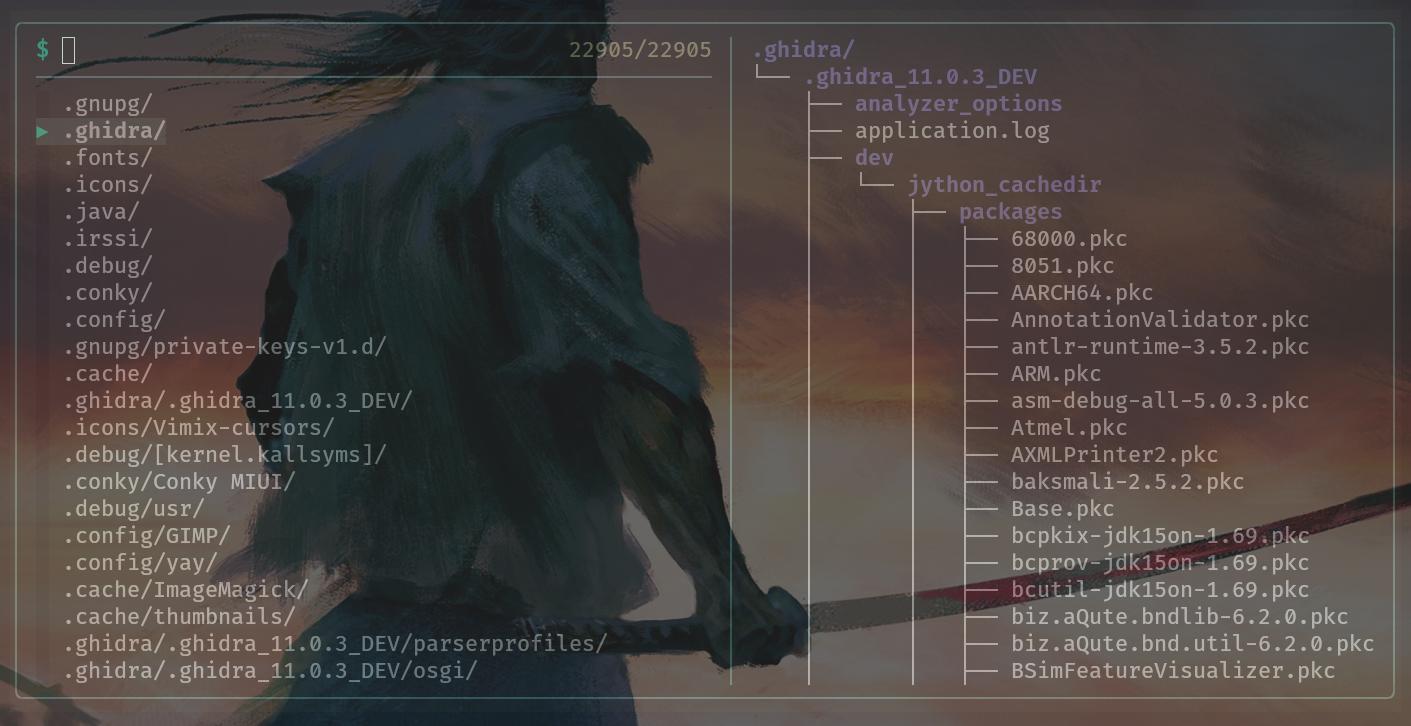 $ 22905/22905
.gnupg/
▶ .ghidra/
.fonts/
.icons/
.java/
.irssi/
.debug/
.conky/
.config/
.gnupg/private-keys-v1.d/
.cache/
.ghidra/.ghidra_11.0.3_DEV/
.icons/Vimix-cursors/
.debug/[kernel.kallsyms]/
.conky/Conky MIUI/
.debug/usr/
.config/GIMP/
.config/yay/
.cache/ImageMagick/
.cache/thumbnails/
.ghidra/.ghidra_11.0.3_DEV/parserprofiles/
.ghidra/.ghidra_11.0.3_DEV/osgi/
.ghidra/
.ghidra_11.0.3_DEV
analyzer_options
application.log
dev
jython_cachedir
packages
68000.pkc
8051.pkc
AARCH64.pkc
AnnotationValidator.pkc
antlr-runtime-3.5.2.pkc
ARM.pkc
asm-debug-all-5.0.3.pkc
Atmel.pkc
AXMLPrinter2.pkc
baksmali-2.5.2.pkc
Base.pkc
bcpkix-jdk15on-1.69.pkc
bcprov-jdk15on-1.69.pkc
bcutil-jdk15on-1.69.pkc
biz.aQute.bndlib-6.2.0.pkc
biz.aQute.bnd.util-6.2.0.pkc
BSimFeatureVisualizer.pkc